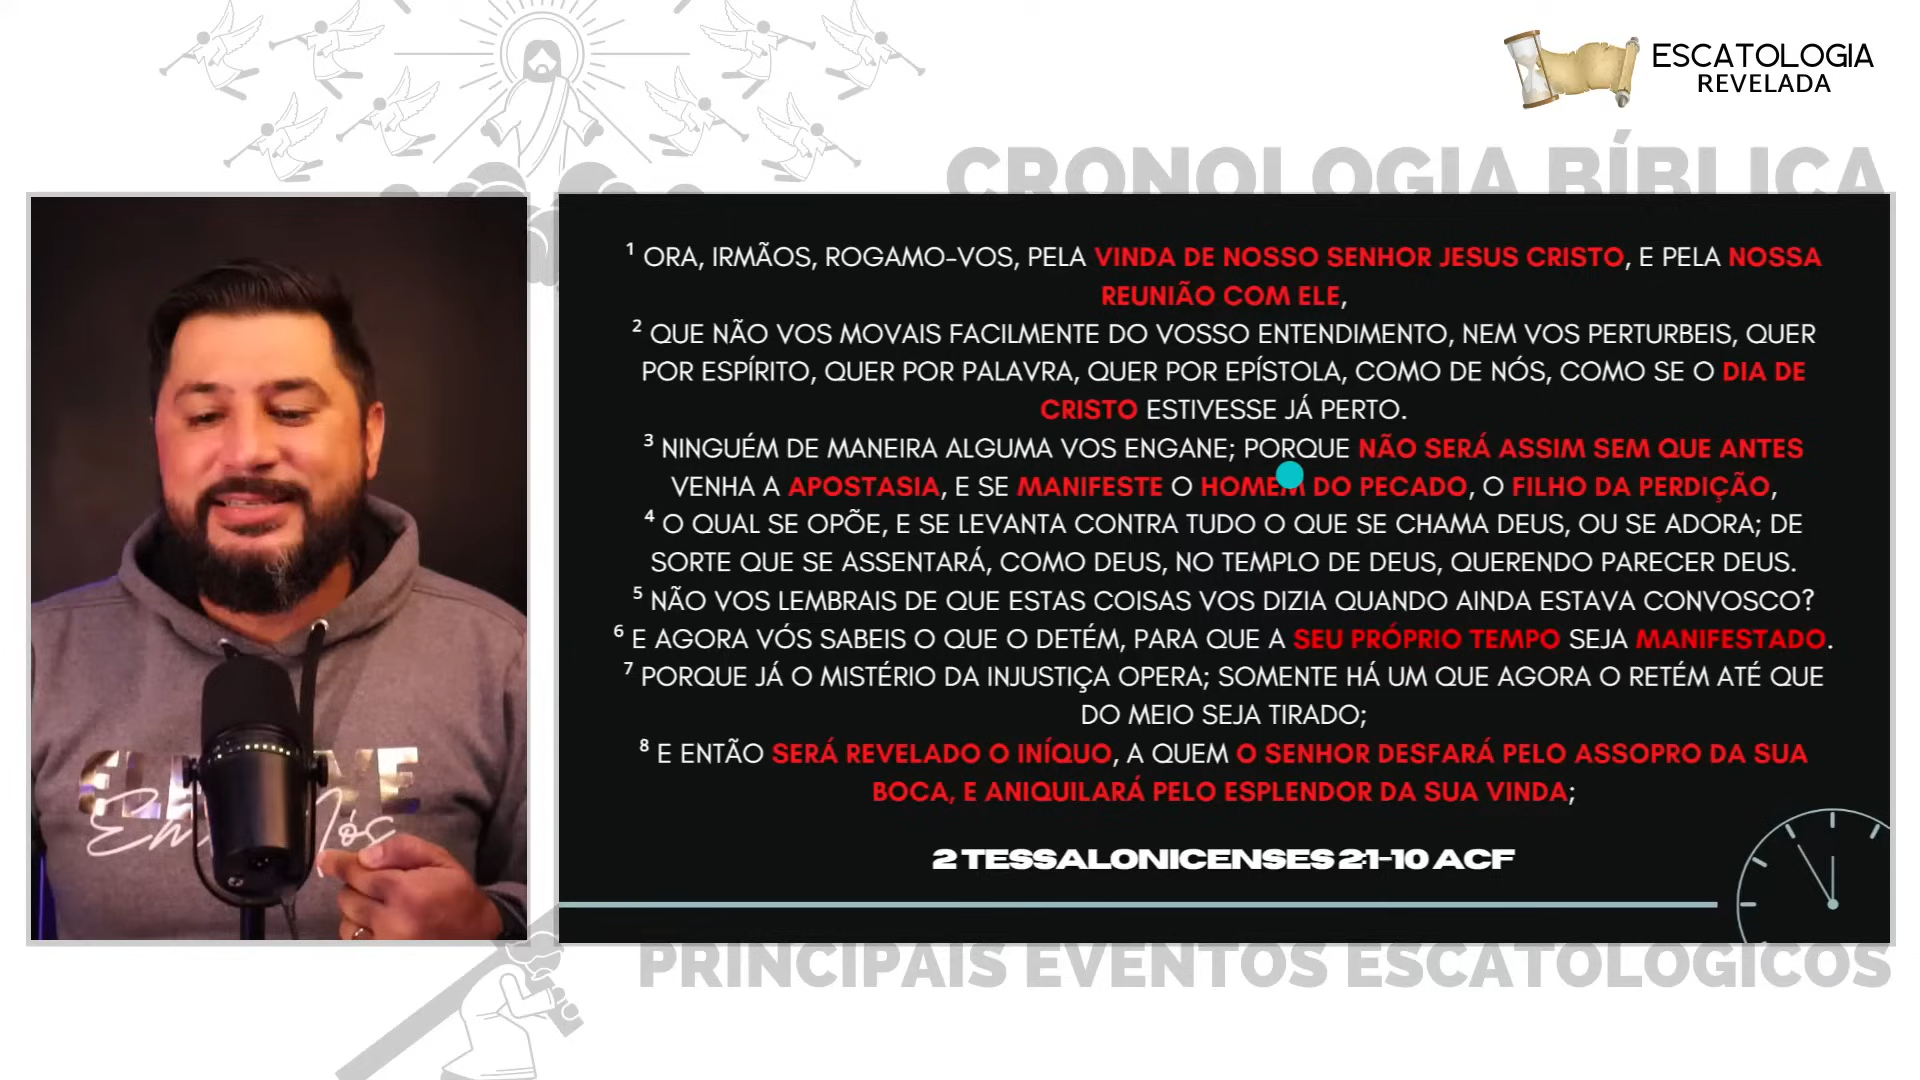 ESCATOLOGIA
REVELADA
CRONOLOGIA BÍBLICA
¹ ORA, IRMÃOS, ROGAMO-VOS, PELA VINDA DE NOSSO SENHOR JESUS CRISTO, E PELA NOSSA
REUNIÃO COM ELE,
² QUE NÃO VOS MOVAIS FACILMENTE DO VOSSO ENTENDIMENTO, NEM VOS PERTURBEIS, QUER
POR ESPÍRITO, QUER POR PALAVRA, QUER POR EPÍSTOLA, COMO DE NÓS, COMO SE O DIA DE
CRISTO ESTIVESSE JÁ PERTO.
³ NINGUÉM DE MANEIRA ALGUMA VOS ENGANE; PORQUE NÃO SERÁ ASSIM SEM QUE ANTES
VENHA A APOSTASIA, E SE MANIFESTE O HOMEM DO PECADO, O FILHO DA PERDIÇÃO,
⁴ O QUAL SE OPÕE, E SE LEVANTA CONTRA TUDO O QUE SE CHAMA DEUS, OU SE ADORA; DE
SORTE QUE SE ASSENTARÁ, COMO DEUS, NO TEMPLO DE DEUS, QUERENDO PARECER DEUS.
⁵ NÃO VOS LEMBRAIS DE QUE ESTAS COISAS VOS DIZIA QUANDO AINDA ESTAVA CONVOSCO?
⁶ E AGORA VÓS SABEIS O QUE O DETÉM, PARA QUE A SEU PRÓPRIO TEMPO SEJA MANIFESTADO.
⁷ PORQUE JÁ O MISTÉRIO DA INJUSTIÇA OPERA; SOMENTE HÁ UM QUE AGORA O RETÉM ATÉ QUE
DO MEIO SEJA TIRADO;
⁸ E ENTÃO SERÁ REVELADO O INÍQUO, A QUEM O SENHOR DESFARÁ PELO ASSOPRO DA SUA
BOCA, E ANIQUILARÁ PELO ESPLENDOR DA SUA VINDA;
2 TESSALONICENSES 2:1-10 ACF
PRINCIPAIS EVENTOS ESCATOLOGICOS